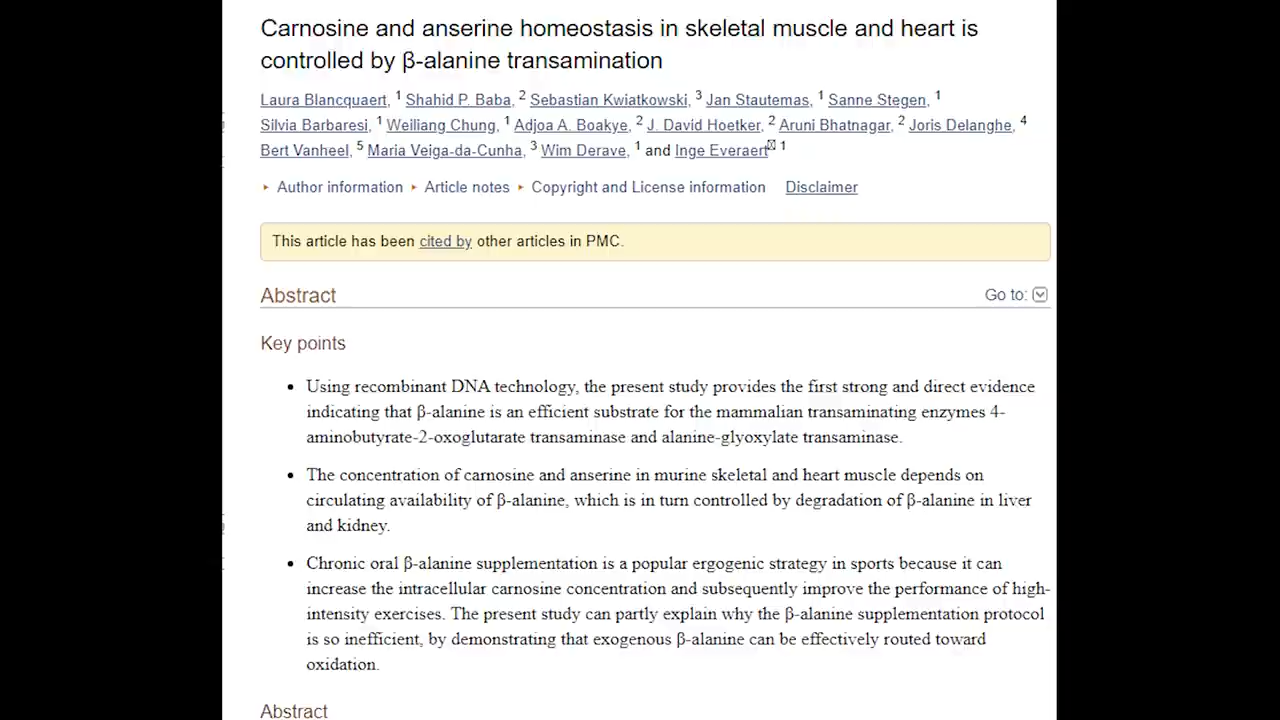 Carnosine and anserine homeostasis in skeletal muscle and heart is
controlled by β-alanine transamination
Laura Blancquaert, 1 Shahid P. Baba, 2 Sebastian Kwiatkowski, 3 Jan Stautemas, 1 Sanne Stegen, 1
Silvia Barbaresi, 1 Weiliang Chung, 1 Adjoa A. Boakye, 2 J. David Hoetker, 2 Aruni Bhatnagar, 2 Joris Delanghe, 4
Bert Vanheel, 5 Maria Veiga-da-Cunha, 3 Wim Derave, 1 and Inge Everaert 1
Author information Article notes Copyright and License information Disclaimer
This article has been cited by other articles in PMC.
Abstract Go to:
Key points
• Using recombinant DNA technology, the present study provides the first strong and direct evidence
indicating that β-alanine is an efficient substrate for the mammalian transaminating enzymes 4-
aminobutyrate-2-oxoglutarate transaminase and alanine-glyoxylate transaminase.
• The concentration of carnosine and anserine in murine skeletal and heart muscle depends on
circulating availability of β-alanine, which is in turn controlled by degradation of β-alanine in liver
and kidney.
• Chronic oral β-alanine supplementation is a popular ergogenic strategy in sports because it can
increase the intracellular carnosine concentration and subsequently improve the performance of high-
intensity exercises. The present study can partly explain why the β-alanine supplementation protocol
is so inefficient, by demonstrating that exogenous β-alanine can be effectively routed toward
oxidation.
Abstract